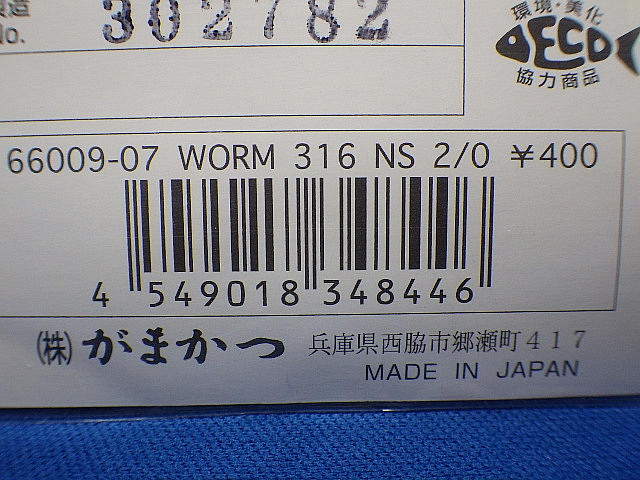 造
No. 302782
環境・美化
ECO
協力商品
66009-07 WORM 316 NS 2/0 ¥400
4 549018 348446
(株) がまかつ 兵庫県西脇市郷瀬町417
MADE IN JAPAN